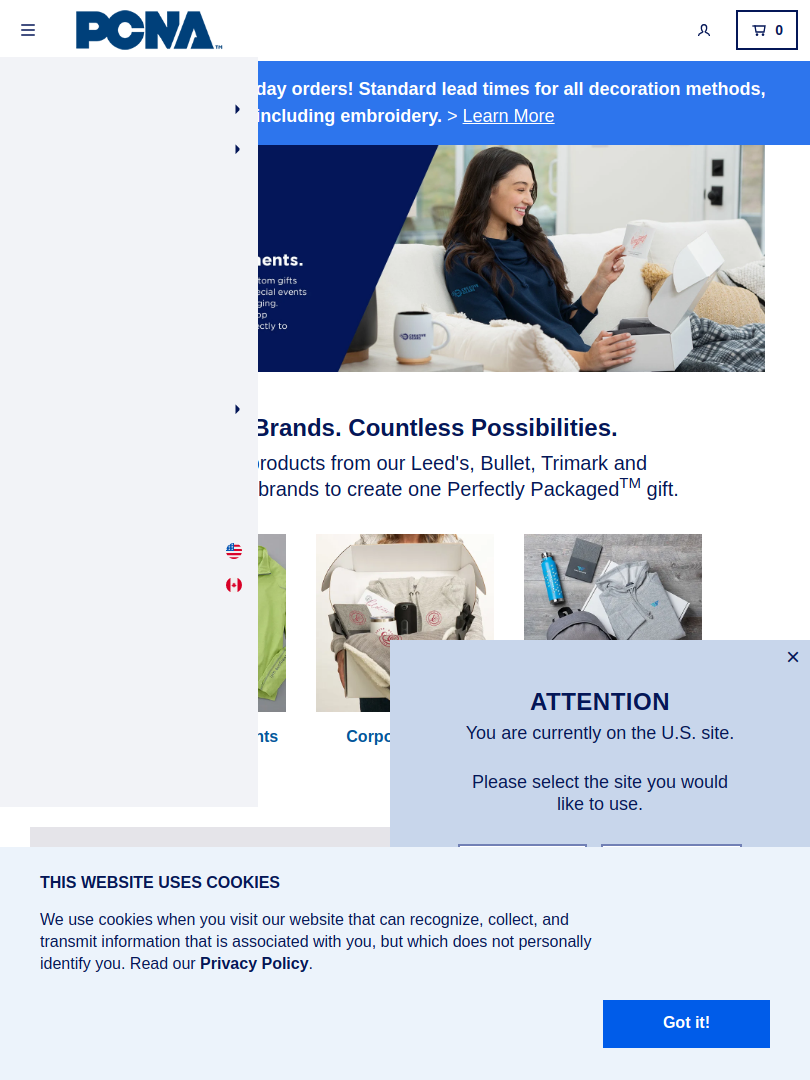 PCNA
TM
0
day orders! Standard lead times for all decoration methods,
including embroidery. > Learn More
ents.
tom gifts
ecial events
ging.
op
ectly to
Brands. Countless Possibilities.
products from our Leed's, Bullet, Trimark and
brands to create one Perfectly Packaged™ gift.
nts
Corpo
ATTENTION
You are currently on the U.S. site.
Please select the site you would
like to use.
THIS WEBSITE USES COOKIES
We use cookies when you visit our website that can recognize, collect, and
transmit information that is associated with you, but which does not personally
identify you. Read our Privacy Policy.
Got it!